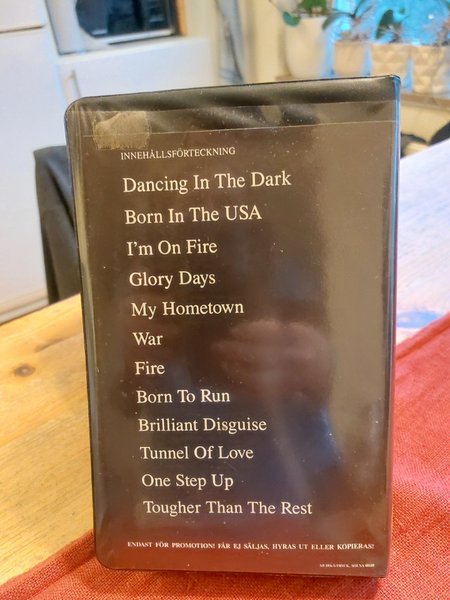 INNEHÅLLSFÖRTECKNING
Dancing In The Dark
Born In The USA
I'm On Fire
Glory Days
My Hometown
War
Fire
Born To Run
Brilliant Disguise
Tunnel Of Love
One Step Up
Tougher Than The Rest
ENDAST FÖR PROMOTION! FÅR EJ SÄLJAS, HYRAS UT ELLER KOPIERAS!